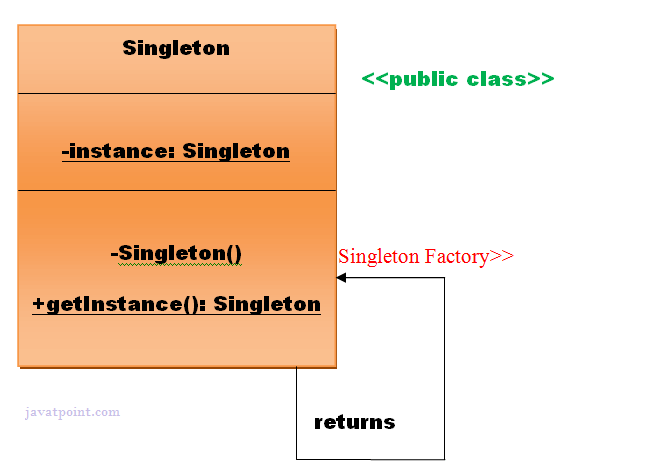 Singleton
<<public class>>
-instance: Singleton
-Singleton()
Singleton Factory>>
+getInstance(): Singleton
javatpoint.com
returns